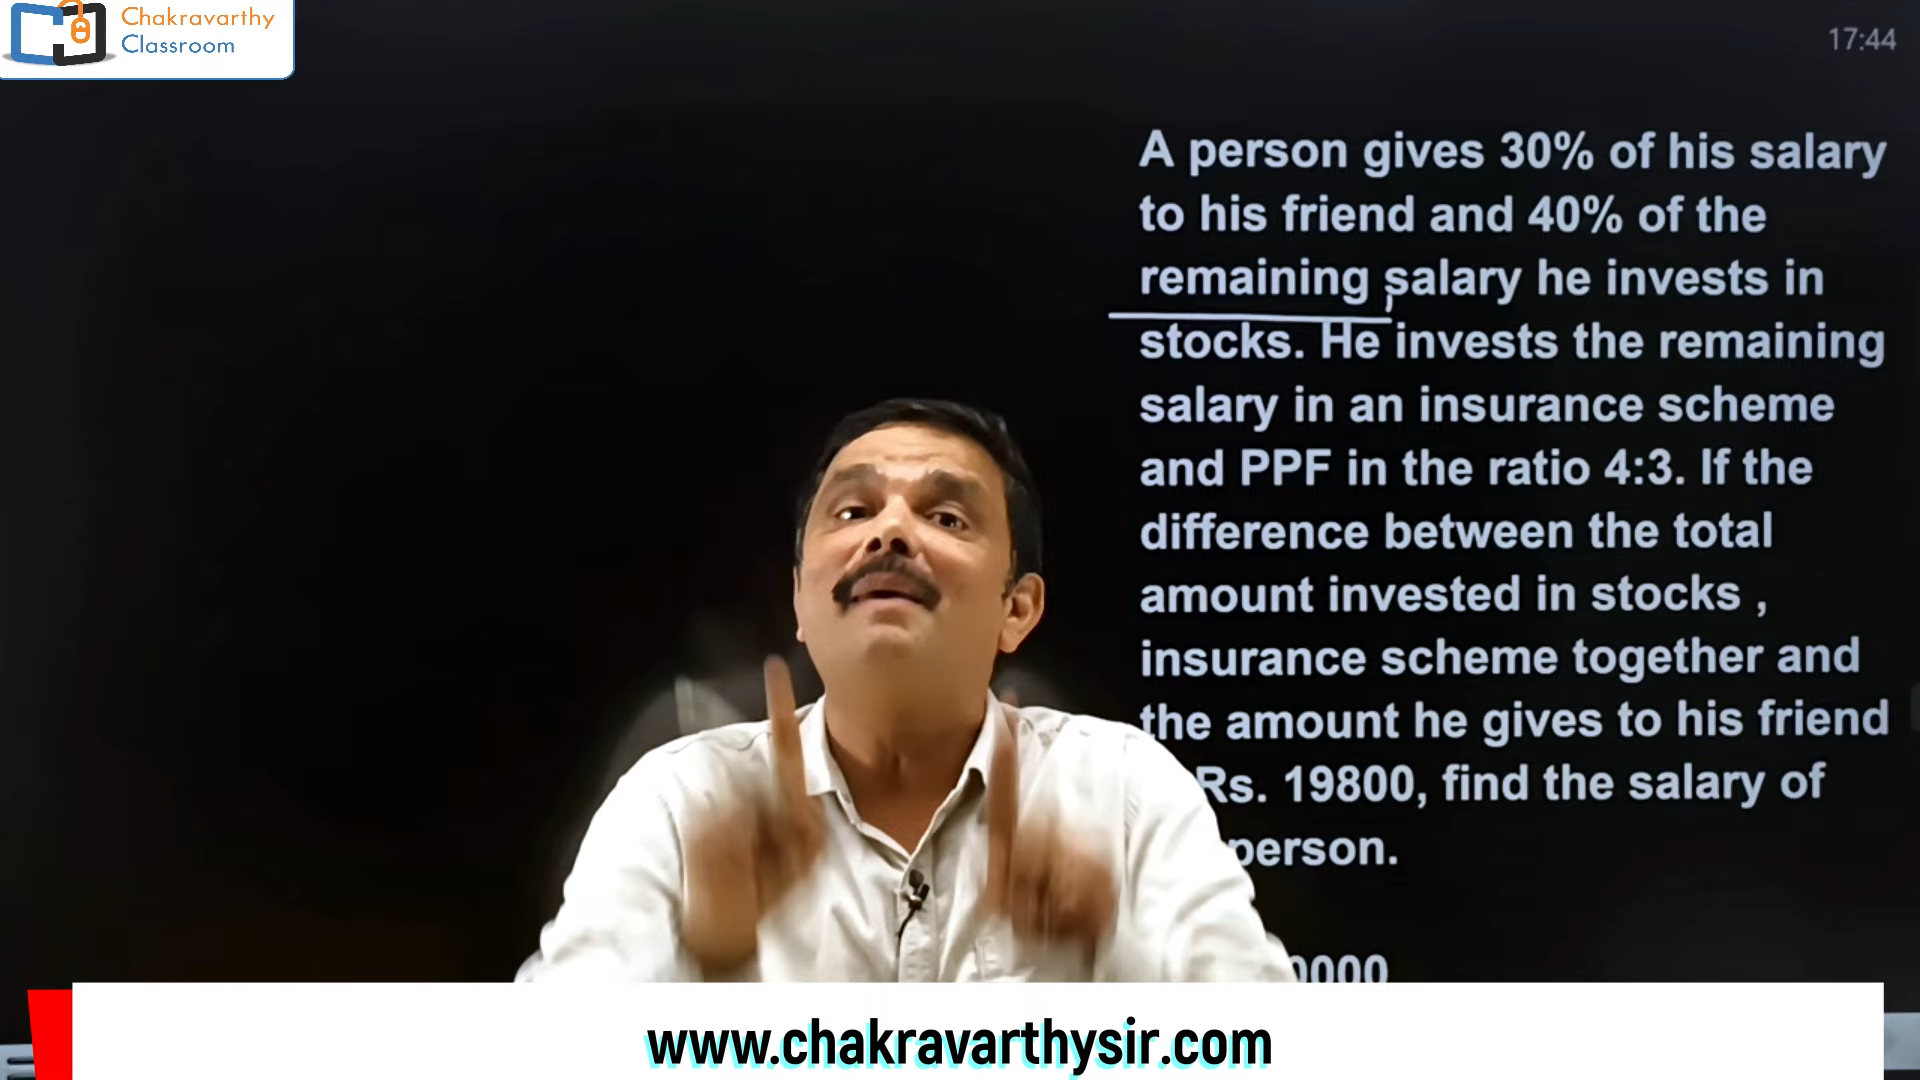 Chakravarthy
Classroom
17:44
A person gives 30% of his salary
to his friend and 40% of the
remaining salary he invests in
stocks. He invests the remaining
salary in an insurance scheme
and PPF in the ratio 4:3. If the
difference between the total
amount invested in stocks ,
insurance scheme together and
the amount he gives to his friend
Rs. 19800, find the salary of
person.
0000
www.chakravarthysir.com